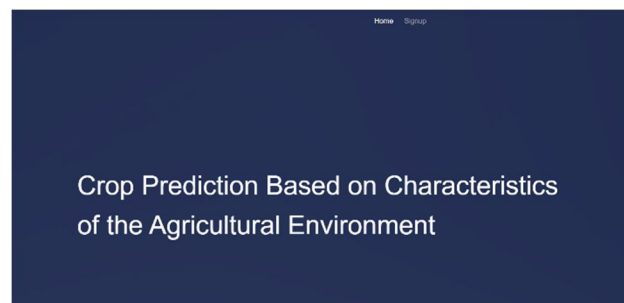 Home Signup
Crop Prediction Based on Characteristics
of the Agricultural Environment